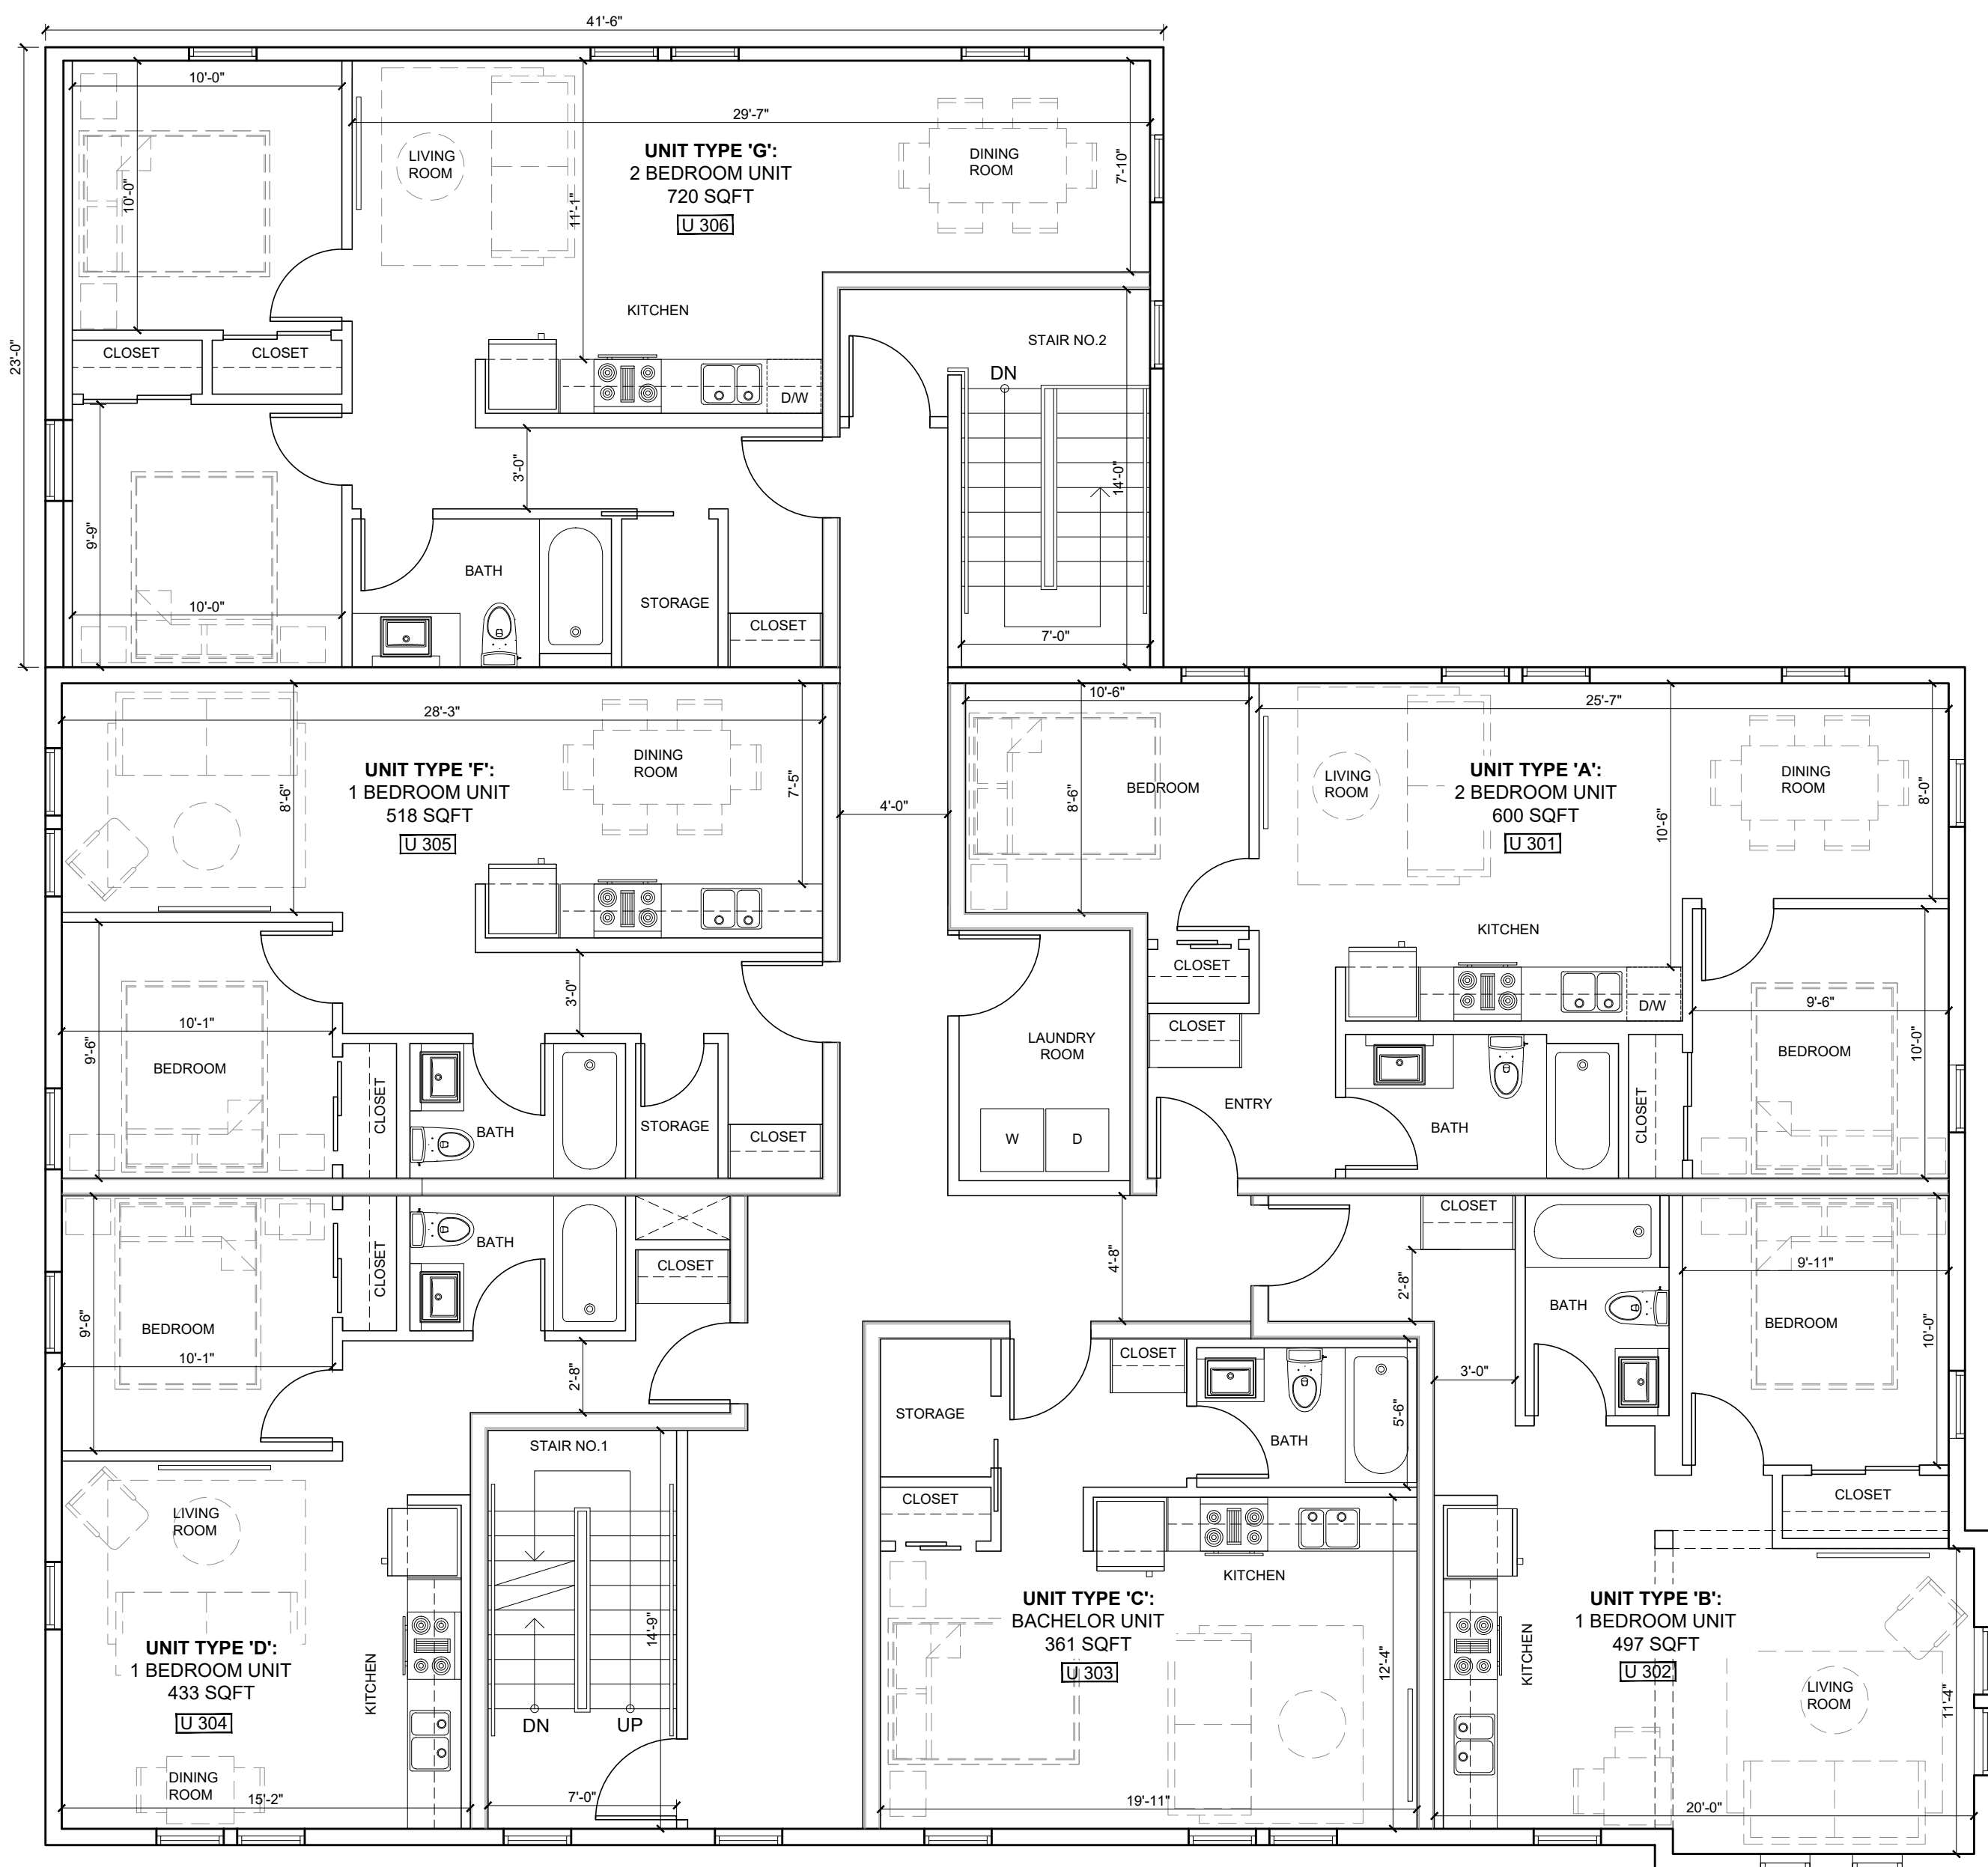 41'-6"
23'-0"
10'-0"
10'-0"
LIVING
ROOM
29'-7"
UNIT TYPE 'G':
2 BEDROOM UNIT
720 SQFT
U 306
11'-1"
DINING
ROOM
7'-10"
KITCHEN
CLOSET
CLOSET
D/W
STAIR NO.2
DN
14'-0"
7'-0"
3'-0"
9'-9"
10'-0"
BATH
STORAGE
CLOSET
28'-3"
8'-6"
UNIT TYPE 'F':
1 BEDROOM UNIT
518 SQFT
U 305
DINING
ROOM
7'-5"
4'-0"
10'-6"
8'-6"
BEDROOM
25'-7"
LIVING
ROOM
UNIT TYPE 'A':
2 BEDROOM UNIT
600 SQFT
U 301
10'-6"
DINING
ROOM
8'-0"
KITCHEN
D/W
CLOSET
CLOSET
LAUNDRY
ROOM
W
D
ENTRY
BATH
CLOSET
9'-6"
BEDROOM
10'-0"
3'-0"
10'-1"
9'-6"
BEDROOM
CLOSET
BATH
STORAGE
CLOSET
CLOSET
BATH
CLOSET
9'-6"
BEDROOM
10'-1"
2'-8"
4'-8"
CLOSET
2'-8"
3'-0"
BATH
9'-11"
BEDROOM
10'-0"
CLOSET
STAIR NO.1
14'-9"
DN
UP
7'-0"
LIVING
ROOM
UNIT TYPE 'D':
1 BEDROOM UNIT
433 SQFT
U 304
KITCHEN
DINING
ROOM
15'-2"
STORAGE
CLOSET
CLOSET
BATH
5'-6"
KITCHEN
UNIT TYPE 'C':
BACHELOR UNIT
361 SQFT
U 303
12'-4"
19'-11"
KITCHEN
UNIT TYPE 'B':
1 BEDROOM UNIT
497 SQFT
U 302
LIVING
ROOM
11'-4"
20'-0"